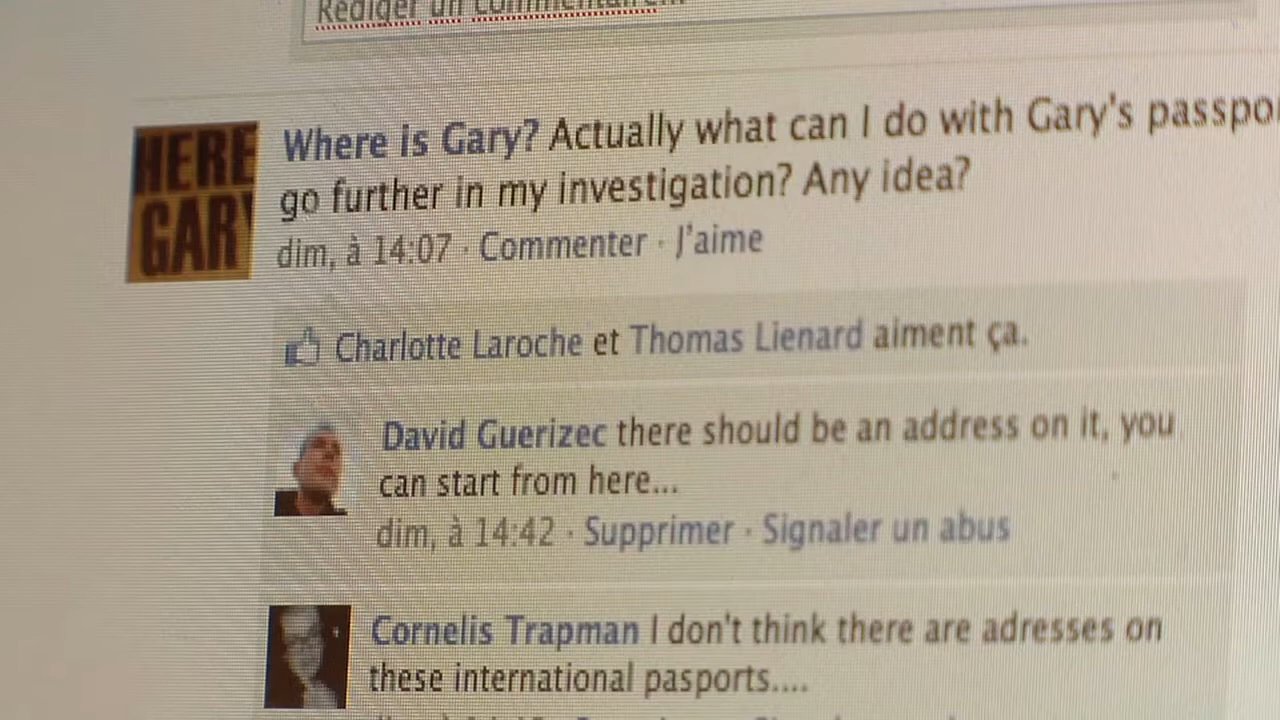 Rédiger un commentaire...
HERE
GARY
Where is Gary? Actually what can I do with Gary's passpo
go further in my investigation? Any idea?
dim, à 14:07 · Commenter · J'aime
Charlotte Laroche et Thomas Lienard aiment ça.
David Guerizec there should be an address on it, you
can start from here...
dim, à 14:42 · Supprimer · Signaler un abus
Cornelis Trapman I don't think there are adresses on
these international pasports....